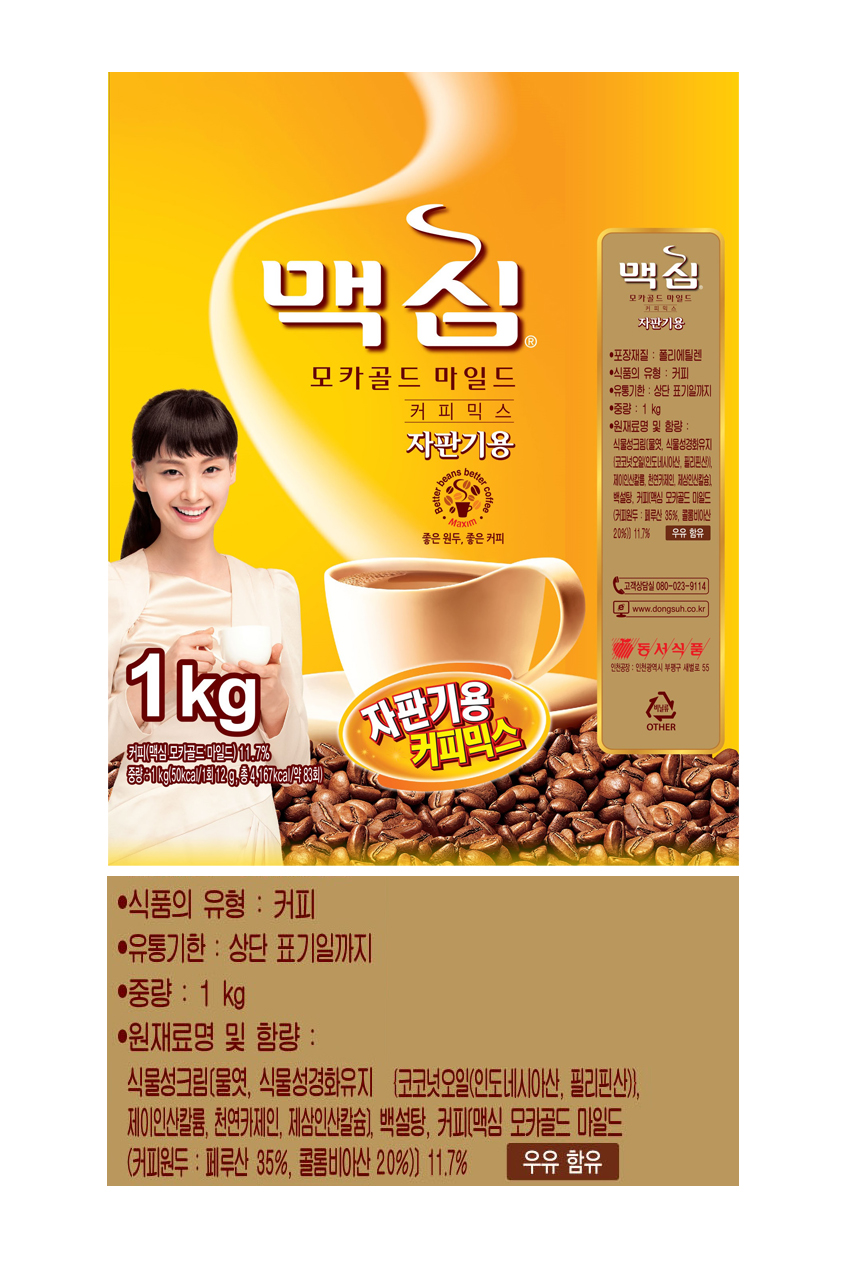 맥심®
모카골드 마일드
커피믹스
자판기용
Better beans better coffee
Maxim
좋은 원두, 좋은 커피
1kg
커피(맥심 모카골드 마일드) 11.7%
중량 : 1kg(50kcal/1회 12g, 총 4,167kcal/약 83회)
자판기용
커피믹스
맥심®
모카골드 마일드
커피믹스
자판기용
•포장재질 : 폴리에틸렌
•식품의 유형 : 커피
•유통기한 : 상단 표기일까지
•중량 : 1 kg
•원재료명 및 함량 :
식물성크림(물엿, 식물성경화유지
{코코넛오일(인도네시아산, 필리핀산)},
제이인산칼륨, 천연카제인, 제삼인산칼슘),
백설탕, 커피(맥심 모카골드 마일드
(커피원두 : 페루산 35%, 콜롬비아산
20%)) 11.7% 우유 함유
고객상담실 080-023-9114
www.dongsuh.co.kr
동서식품
인천공장 : 인천광역시 부평구 새벌로 55
비닐류
OTHER
•식품의 유형 : 커피
•유통기한 : 상단 표기일까지
•중량 : 1 kg
•원재료명 및 함량 :
식물성크림(물엿, 식물성경화유지 {코코넛오일(인도네시아산, 필리핀산)},
제이인산칼륨, 천연카제인, 제삼인산칼슘), 백설탕, 커피(맥심 모카골드 마일드
(커피원두 : 페루산 35%, 콜롬비아산 20%)) 11.7% 우유 함유